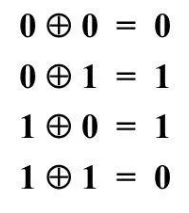 0 ⊕ 0 = 0
0 ⊕ 1 = 1
1 ⊕ 0 = 1
1 ⊕ 1 = 0